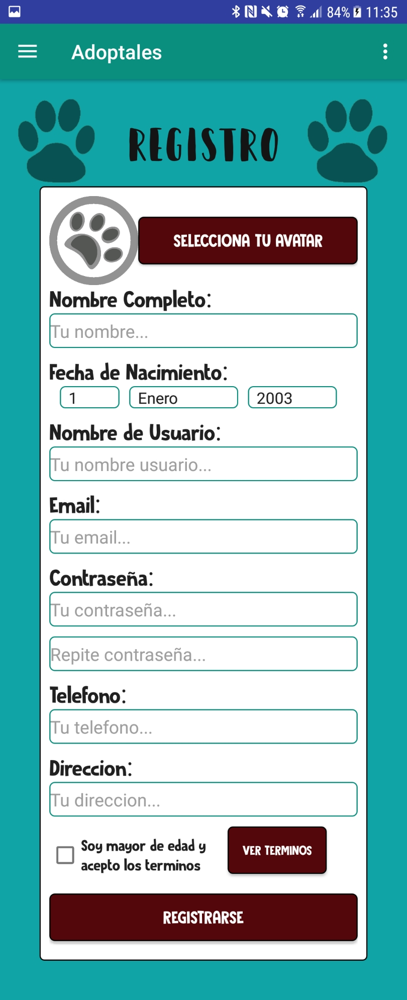 84% 11:35
Adoptales
REGISTRO
SELECCIONA TU AVATAR
Nombre Completo:
Tu nombre...
Fecha de Nacimiento:
1 Enero 2003
Nombre de Usuario:
Tu nombre usuario...
Email:
Tu email...
Contraseña:
Tu contraseña...
Repite contraseña...
Telefono:
Tu telefono...
Direccion:
Tu direccion...
Soy mayor de edad y
acepto los terminos
VER TERMINOS
REGISTRARSE